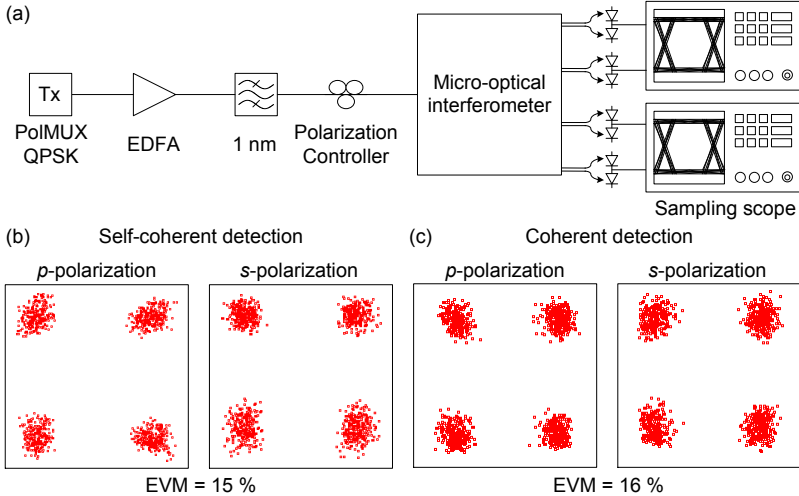 (a)
Tx
PolMUX
QPSK
EDFA
1 nm
Polarization
Controller
Micro-optical
interferometer
Sampling scope
(b) Self-coherent detection
p-polarization s-polarization
EVM = 15 %
(c) Coherent detection
p-polarization s-polarization
EVM = 16 %